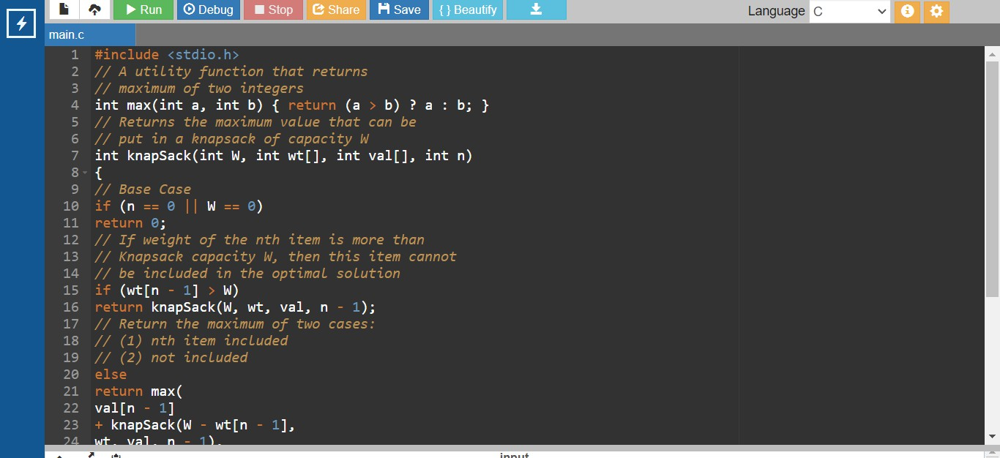 Run Debug Stop Share Save { } Beautify Language C
main.c
1 #include <stdio.h>
2 // A utility function that returns
3 // maximum of two integers
4 int max(int a, int b) { return (a > b) ? a : b; }
5 // Returns the maximum value that can be
6 // put in a knapsack of capacity W
7 int knapSack(int W, int wt[], int val[], int n)
8 {
9 // Base Case
10 if (n == 0 || W == 0)
11 return 0;
12 // If weight of the nth item is more than
13 // Knapsack capacity W, then this item cannot
14 // be included in the optimal solution
15 if (wt[n - 1] > W)
16 return knapSack(W, wt, val, n - 1);
17 // Return the maximum of two cases:
18 // (1) nth item included
19 // (2) not included
20 else
21 return max(
22 val[n - 1]
23 + knapSack(W - wt[n - 1],
24 wt, val, n - 1),
input